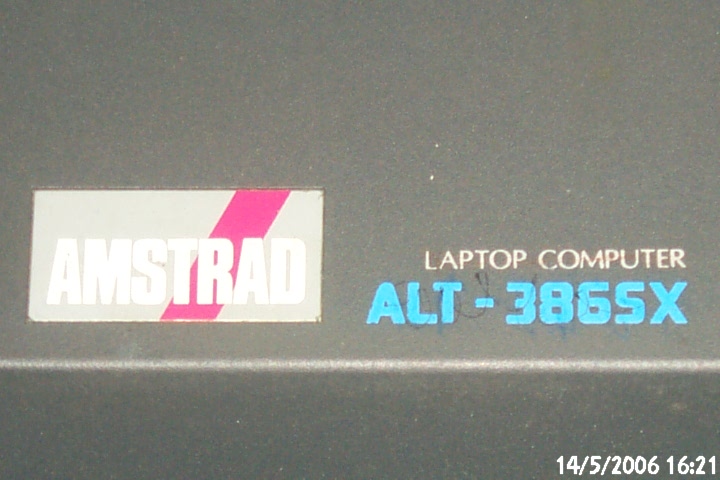 AMSTRAD
LAPTOP COMPUTER
ALT-386SX
14/5/2006 16:21